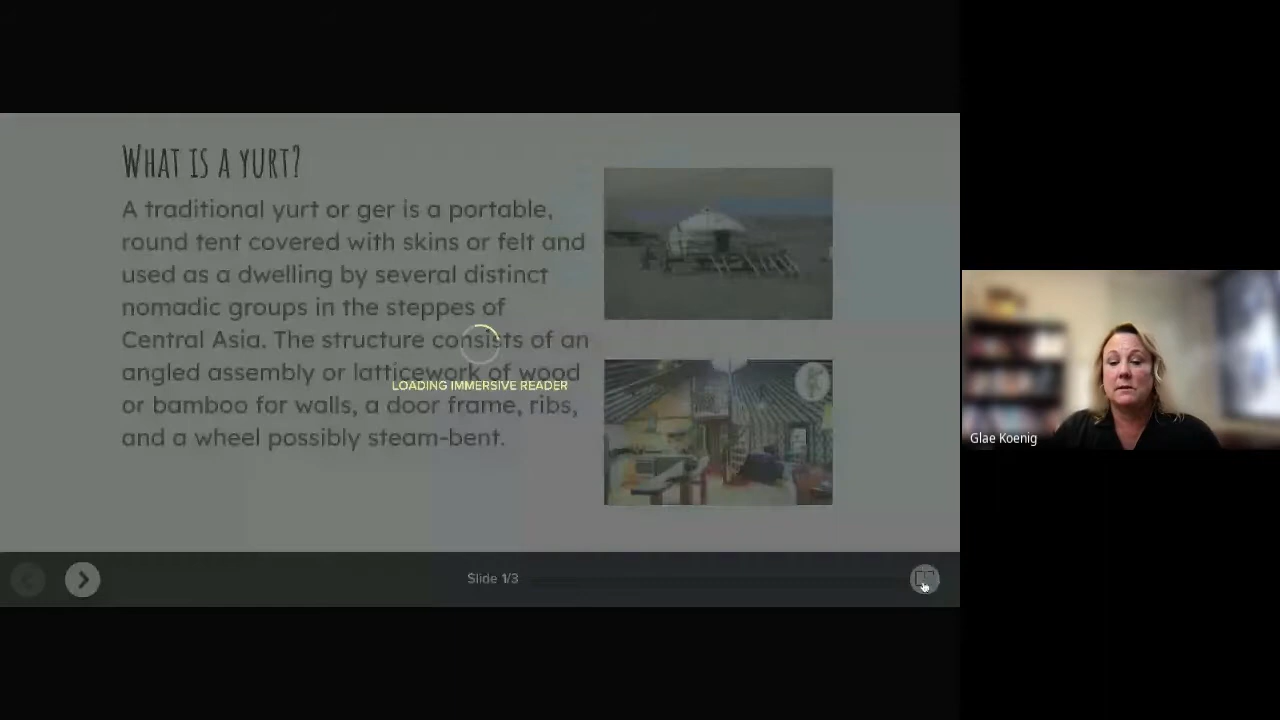 What is a yurt?
A traditional yurt or ger is a portable,
round tent covered with skins or felt and
used as a dwelling by several distinct
nomadic groups in the steppes of
Central Asia. The structure consists of an
angled assembly or latticework of wood
or bamboo for walls, a door frame, ribs,
and a wheel possibly steam-bent.
LOADING IMMERSIVE READER
Slide 1/3
Glae Koenig